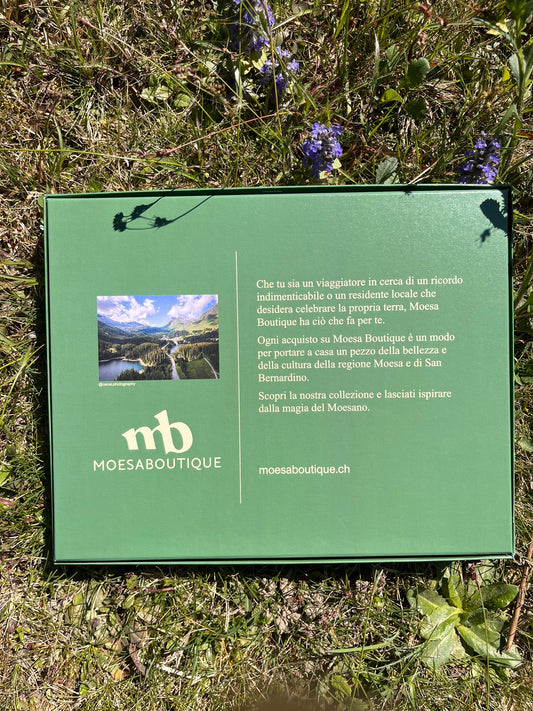 Che tu sia un viaggiatore in cerca di un ricordo
indimenticabile o un residente locale che
desidera celebrare la propria terra, Moesa
Boutique ha ciò che fa per te.
Ogni acquisto su Moesa Boutique è un modo
per portare a casa un pezzo della bellezza e
della cultura della regione Moesa e di San
Bernardino.
Scopri la nostra collezione e lasciati ispirare
dalla magia del Moesano.
moesaboutique.ch
mb
MOESABOUTIQUE